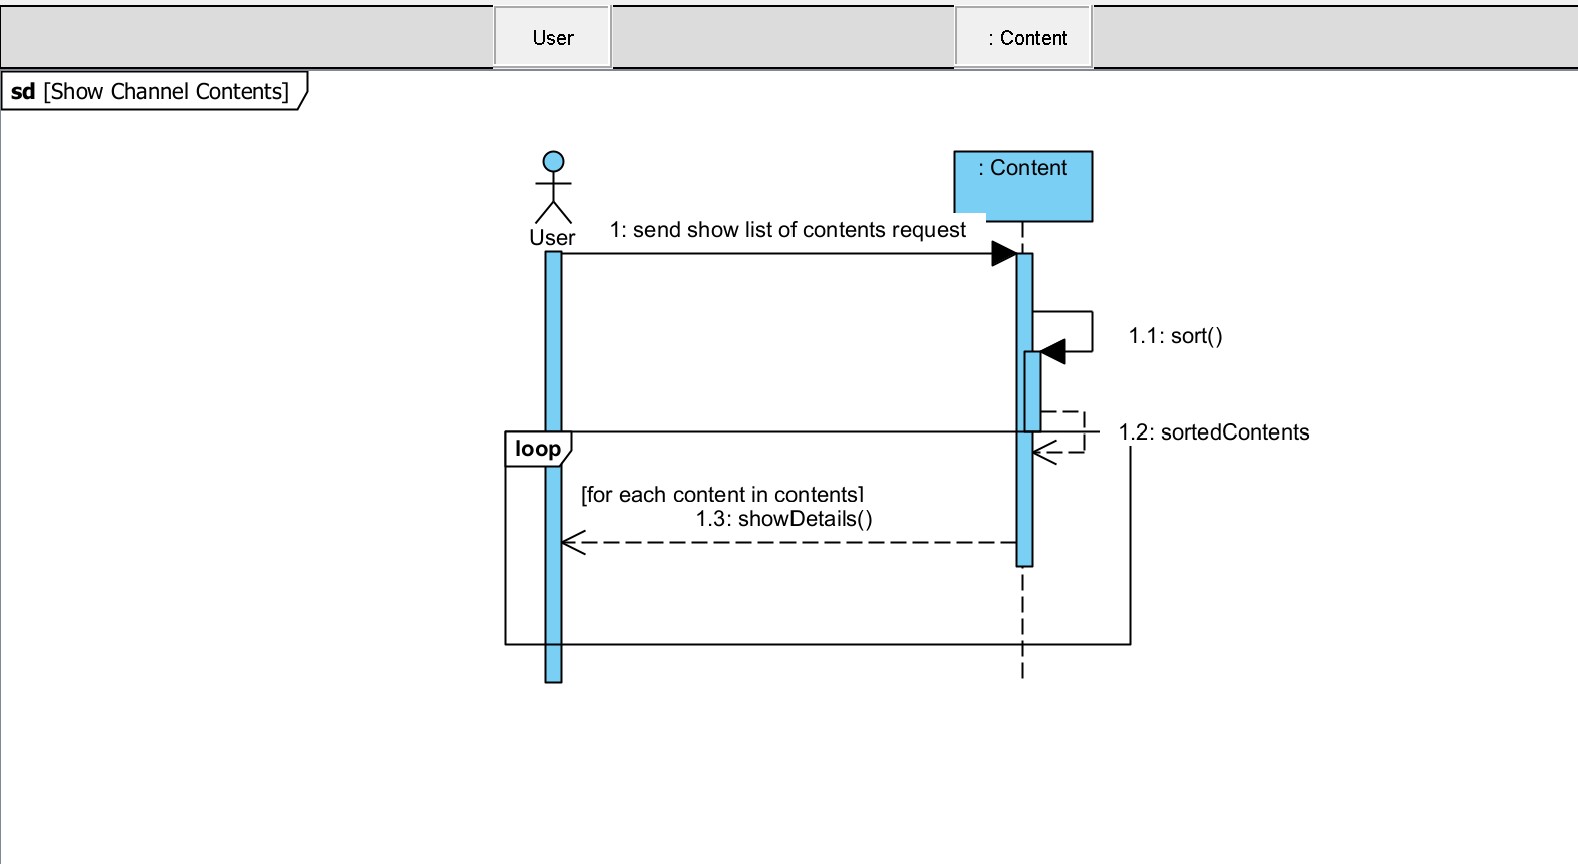 User
: Content
sd [Show Channel Contents]
: Content
User
1: send show list of contents request
1.1: sort()
1.2: sortedContents
loop
[for each content in contents]
1.3: showDetails()